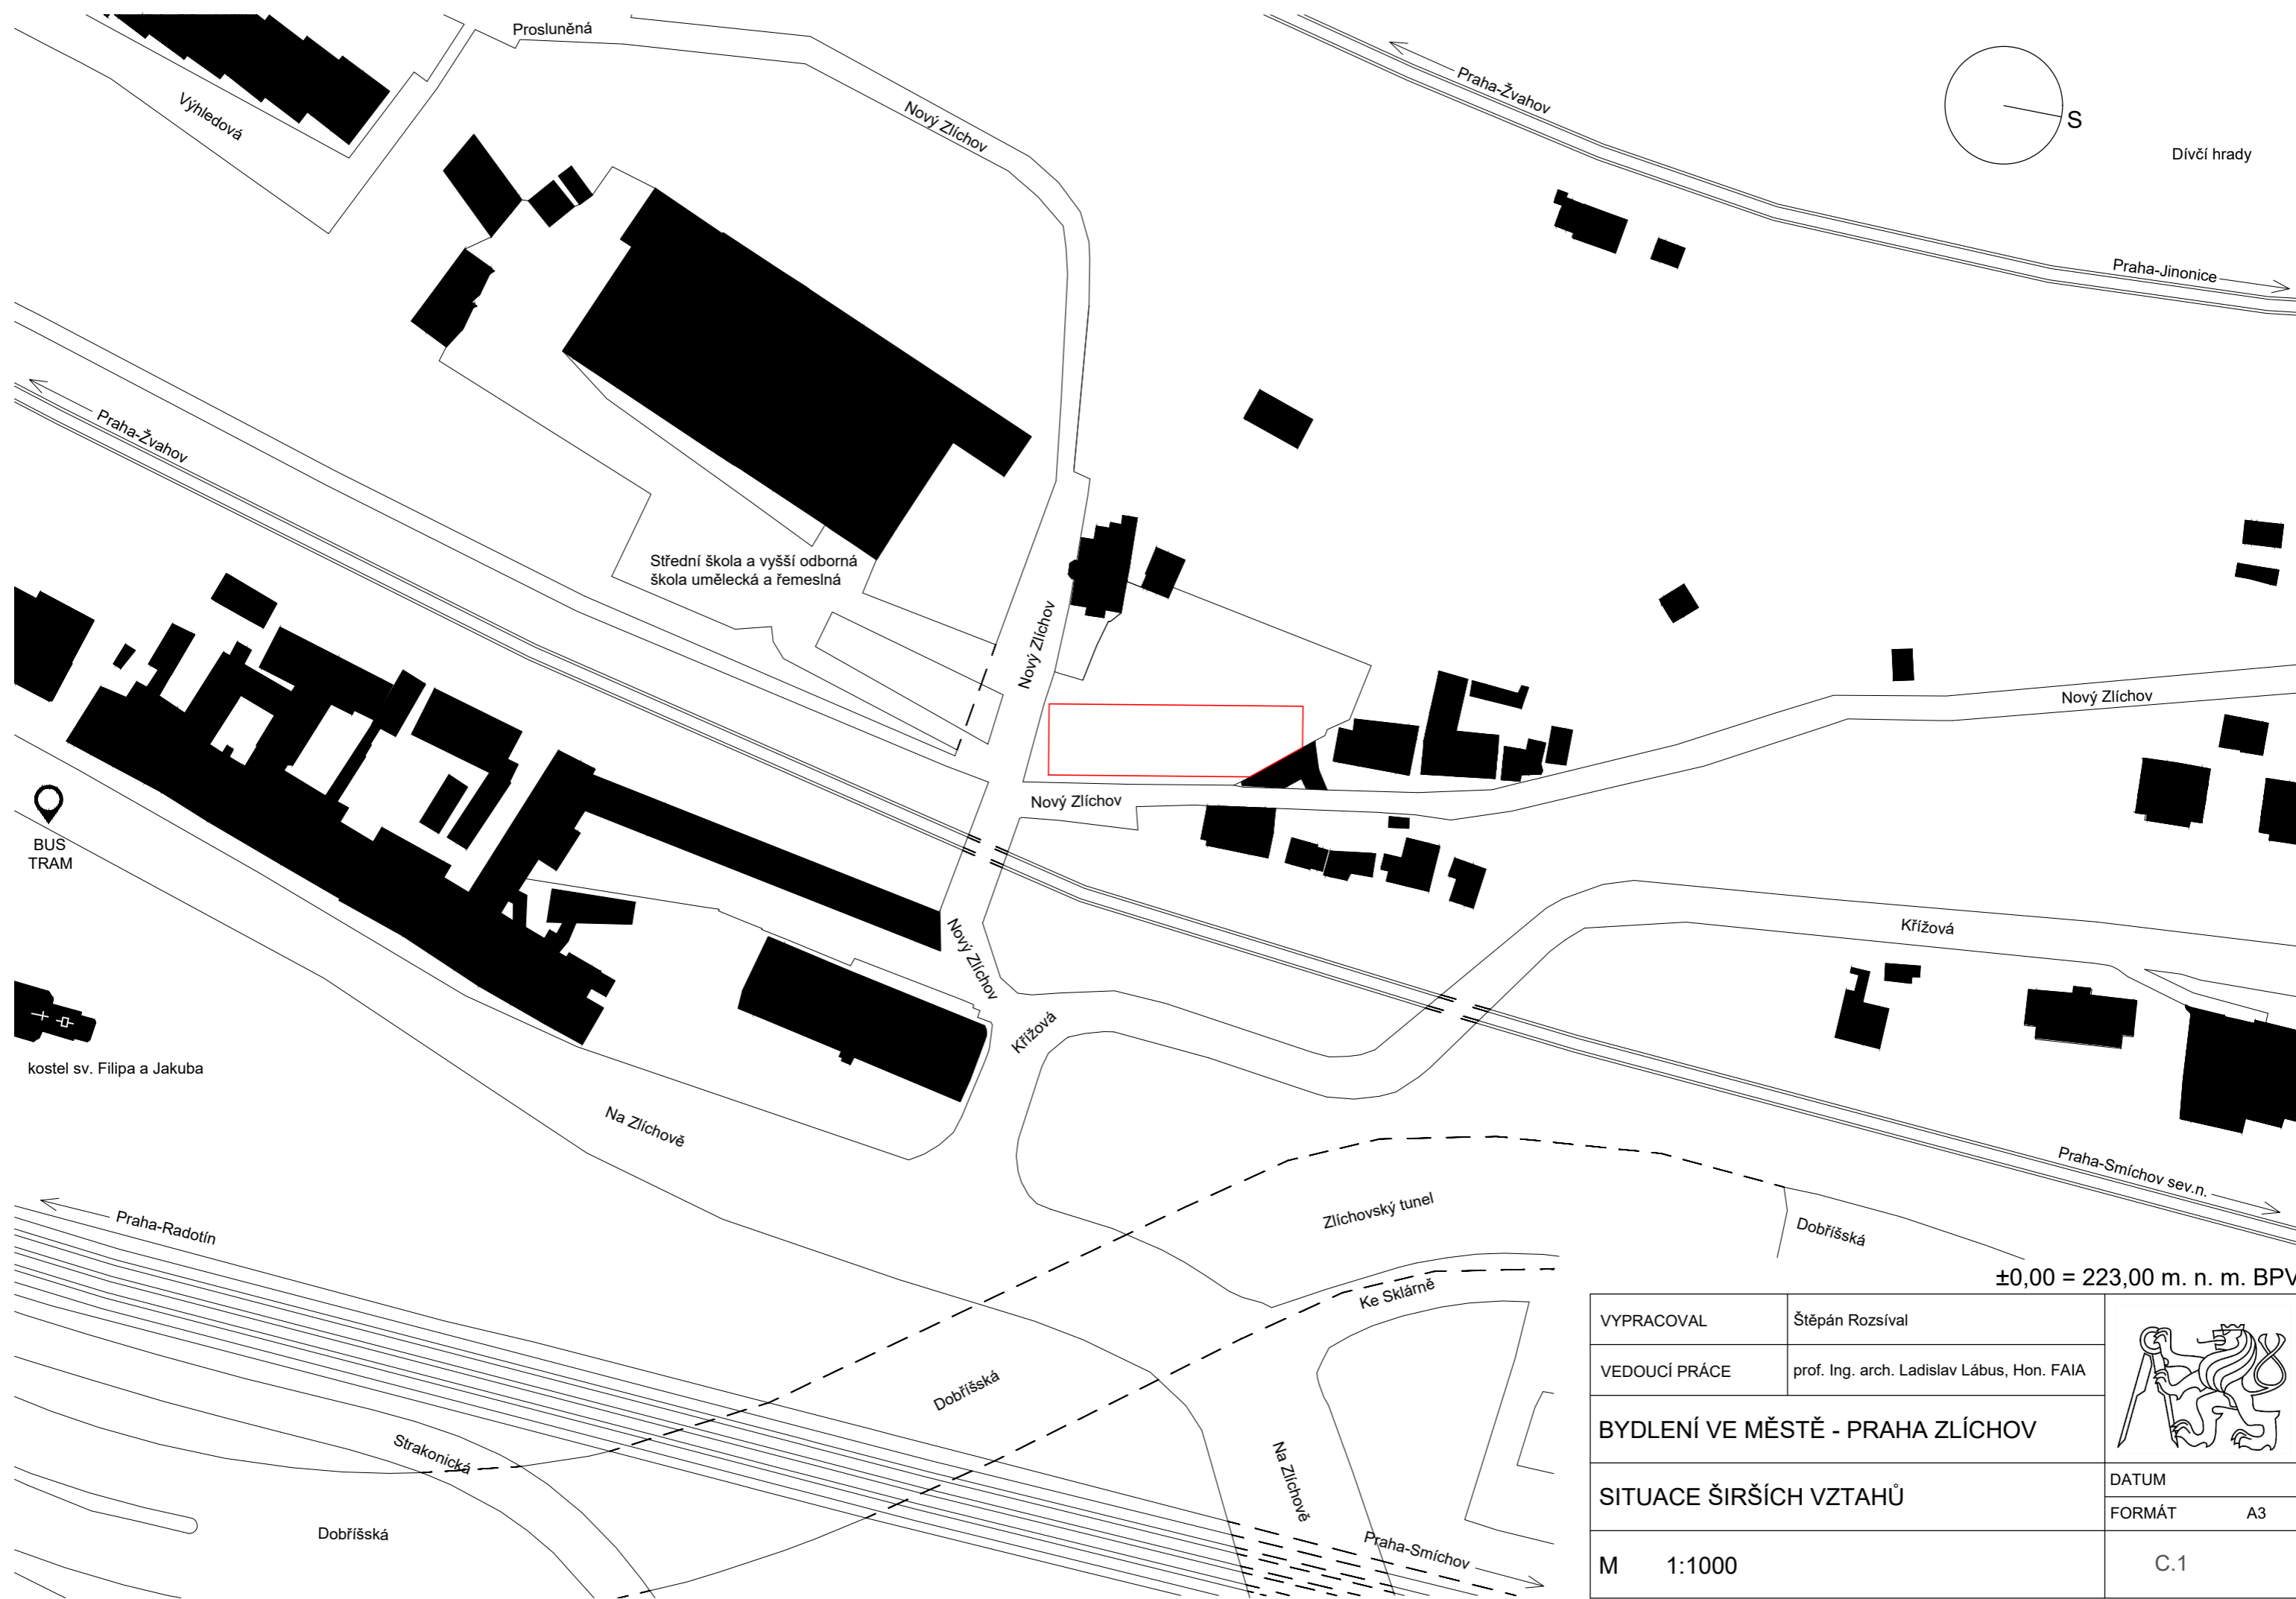 Prosluněná
Výhledová
Nový Zlíchov
Praha-Žvahov
S
Dívčí hrady
Praha-Jinonice
Praha-Žvahov
Střední škola a vyšší odborná
škola umělecká a řemeslná
Nový Zlíchov
Nový Zlíchov
Nový Zlíchov
BUS
TRAM
Nový Zlíchov
Křížová
Křížová
kostel sv. Filipa a Jakuba
Na Zlíchově
Praha-Smíchov sev.n.
Praha-Radotín
Zlíchovský tunel
Dobříšská
Ke Sklárně
Dobříšská
Strakonická
Na Zlíchově
Dobříšská
Praha-Smíchov
±0,00 = 223,00 m. n. m. BPV
VYPRACOVAL
Štěpán Rozsíval
VEDOUCÍ PRÁCE
prof. Ing. arch. Ladislav Lábus, Hon. FAIA
BYDLENÍ VE MĚSTĚ - PRAHA ZLÍCHOV
SITUACE ŠIRŠÍCH VZTAHŮ
DATUM
FORMÁT A3
M 1:1000
C.1